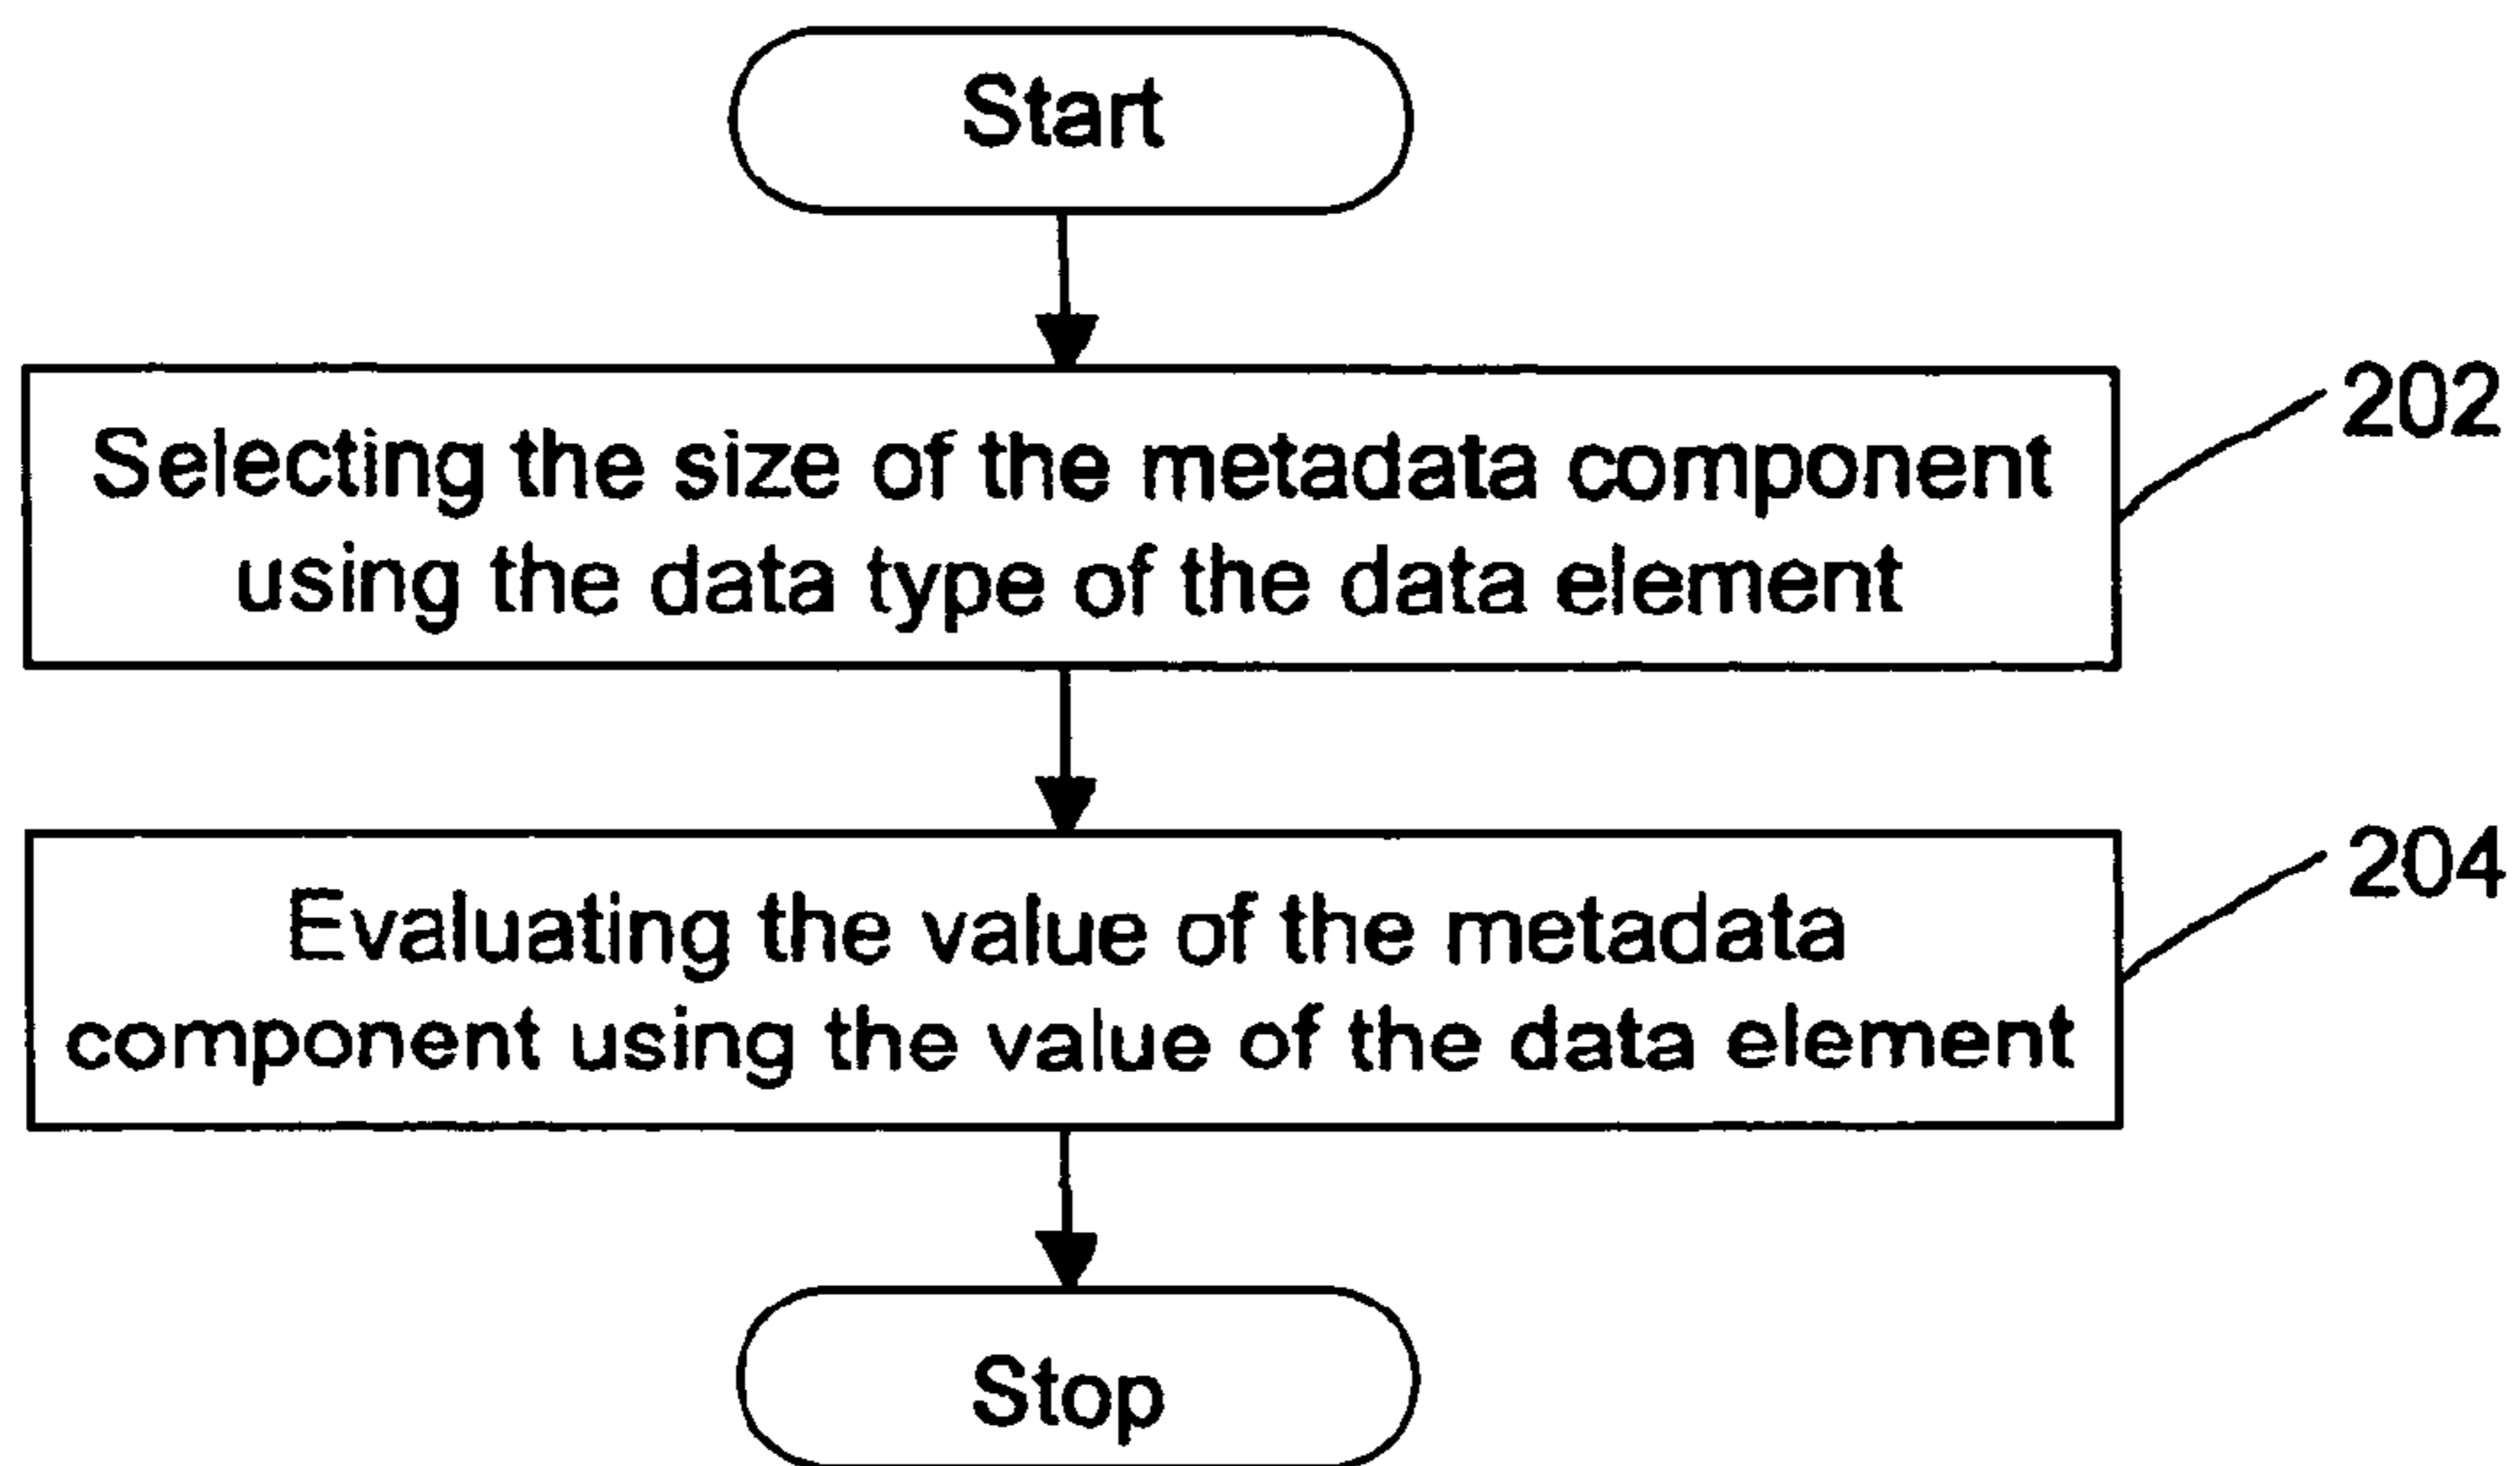 Start
Selecting the size of the metadata component
using the data type of the data element
202
Evaluating the value of the metadata
component using the value of the data element
204
Stop